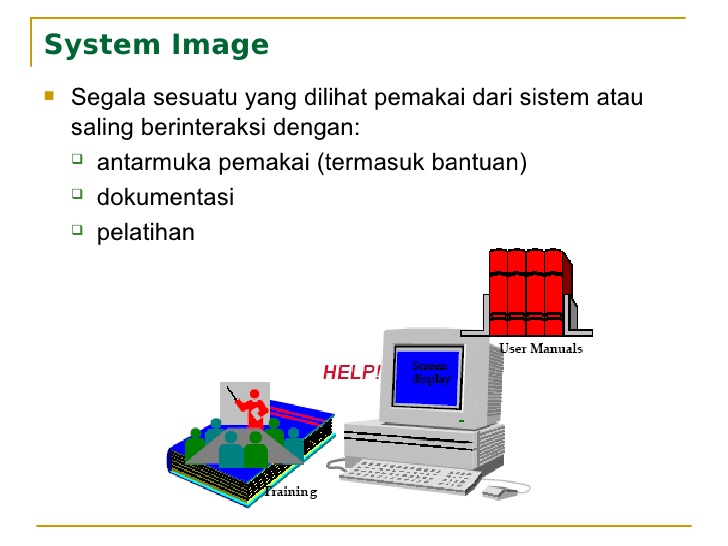 System Image
Segala sesuatu yang dilihat pemakai dari sistem atau
saling berinteraksi dengan:
antarmuka pemakai (termasuk bantuan)
dokumentasi
pelatihan
User Manuals
HELP!
Screen
display
Training